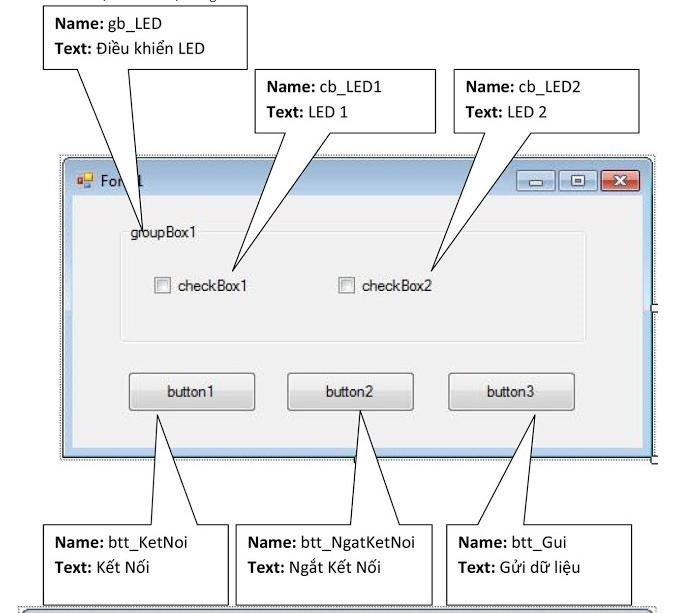 Name: gb_LED
Text: Điều khiển LED
Name: cb_LED1
Text: LED 1
Name: cb_LED2
Text: LED 2
groupBox1
checkBox1
checkBox2
button1
button2
button3
Name: btt_KetNoi
Text: Kết Nối
Name: btt_NgatKetNoi
Text: Ngắt Kết Nối
Name: btt_Gui
Text: Gửi dữ liệu